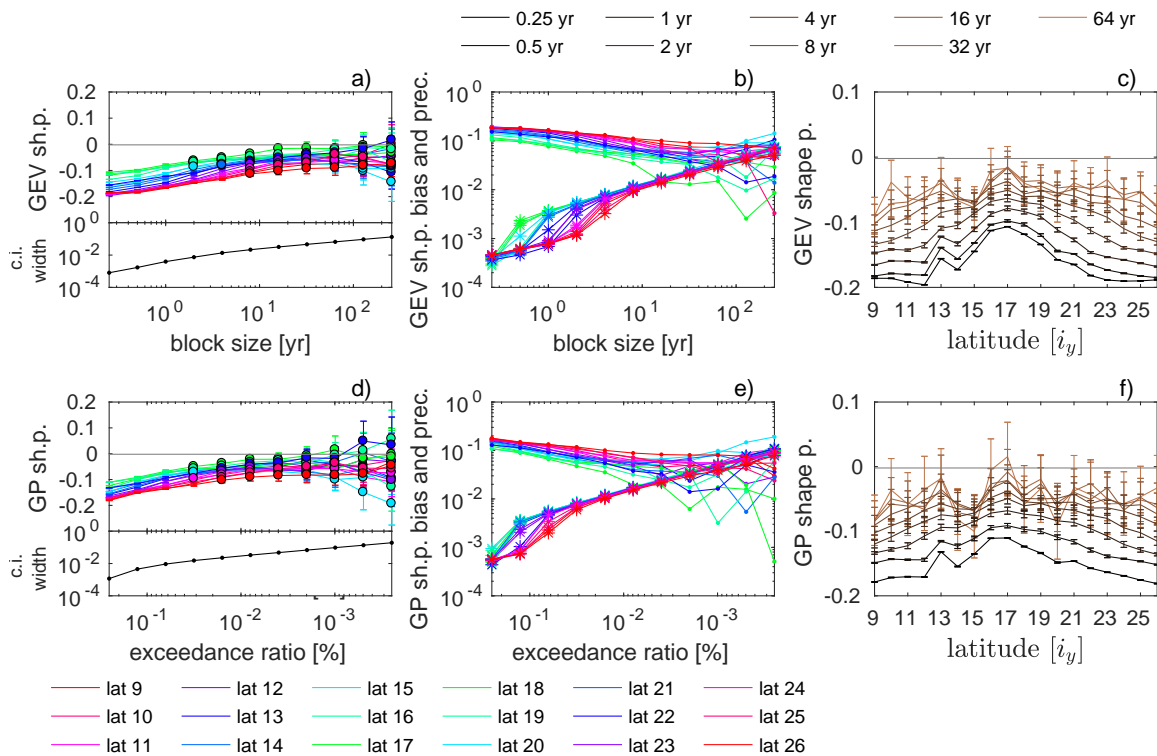 0.25 yr 1 yr 4 yr 16 yr 64 yr
0.5 yr 2 yr 8 yr 32 yr
a) b) c)
GEV sh.p.
0.2
0.1
0
-0.1
-0.2
c.i.
width
10^0
10^-2
10^-4
10^0 10^1 10^2
block size [yr]
GEV sh.p. bias and prec.
10^0
10^-1
10^-2
10^-3
10^-4
10^0 10^1 10^2
block size [yr]
GEV shape p.
0.1
0
-0.1
-0.2
9 11 13 15 17 19 21 23 25
latitude [i_y]
d) e) f)
GP sh.p.
0.2
0.1
0
-0.1
-0.2
c.i.
width
10^0
10^-2
10^-4
10^-1 10^-2 10^-3
exceedance ratio [%]
GP sh.p. bias and prec.
10^0
10^-1
10^-2
10^-3
10^-4
10^-1 10^-2 10^-3
exceedance ratio [%]
GP shape p.
0.1
0
-0.1
-0.2
9 11 13 15 17 19 21 23 25
latitude [i_y]
lat 9 lat 12 lat 15 lat 18 lat 21 lat 24
lat 10 lat 13 lat 16 lat 19 lat 22 lat 25
lat 11 lat 14 lat 17 lat 20 lat 23 lat 26